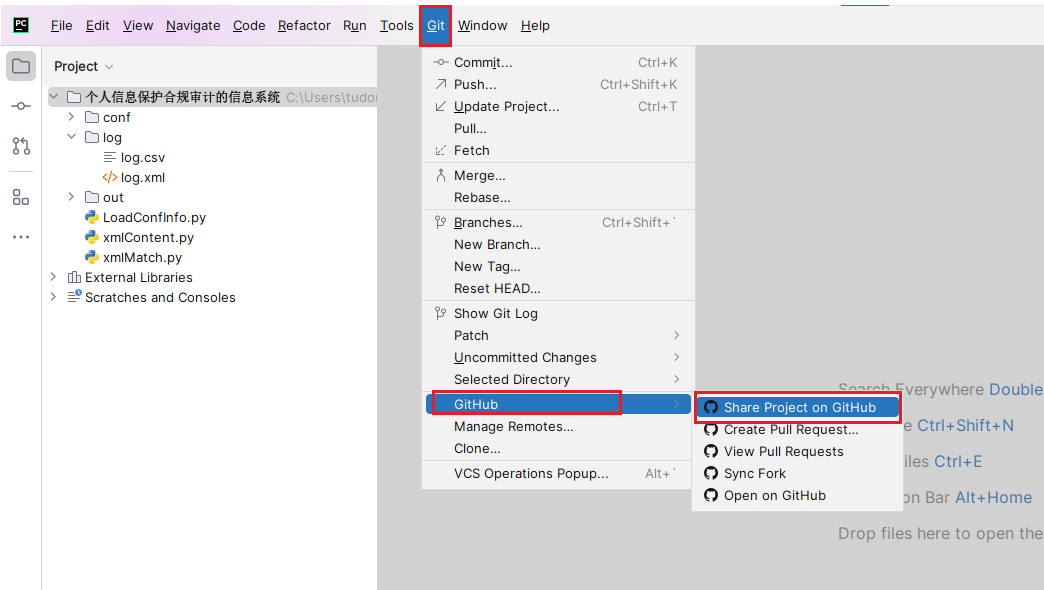 PC File Edit View Navigate Code Refactor Run Tools Git Window Help
Project
个人信息保护合规审计的信息系统 C:\Users\tudou
conf
log
log.csv
log.xml
out
LoadConfInfo.py
xmlContent.py
xmlMatch.py
External Libraries
Scratches and Consoles
Commit... Ctrl+K
Push... Ctrl+Shift+K
Update Project... Ctrl+T
Pull...
Fetch
Merge...
Rebase...
Branches... Ctrl+Shift+`
New Branch...
New Tag...
Reset HEAD...
Show Git Log
Patch
Uncommitted Changes
Selected Directory
GitHub
Manage Remotes...
Clone...
VCS Operations Popup... Alt+`
Share Project on GitHub
Create Pull Request...
View Pull Requests
Sync Fork
Open on GitHub
Search Everywhere Double
Ctrl+Shift+N
Ctrl+E
Bar Alt+Home
Drop files here to open the